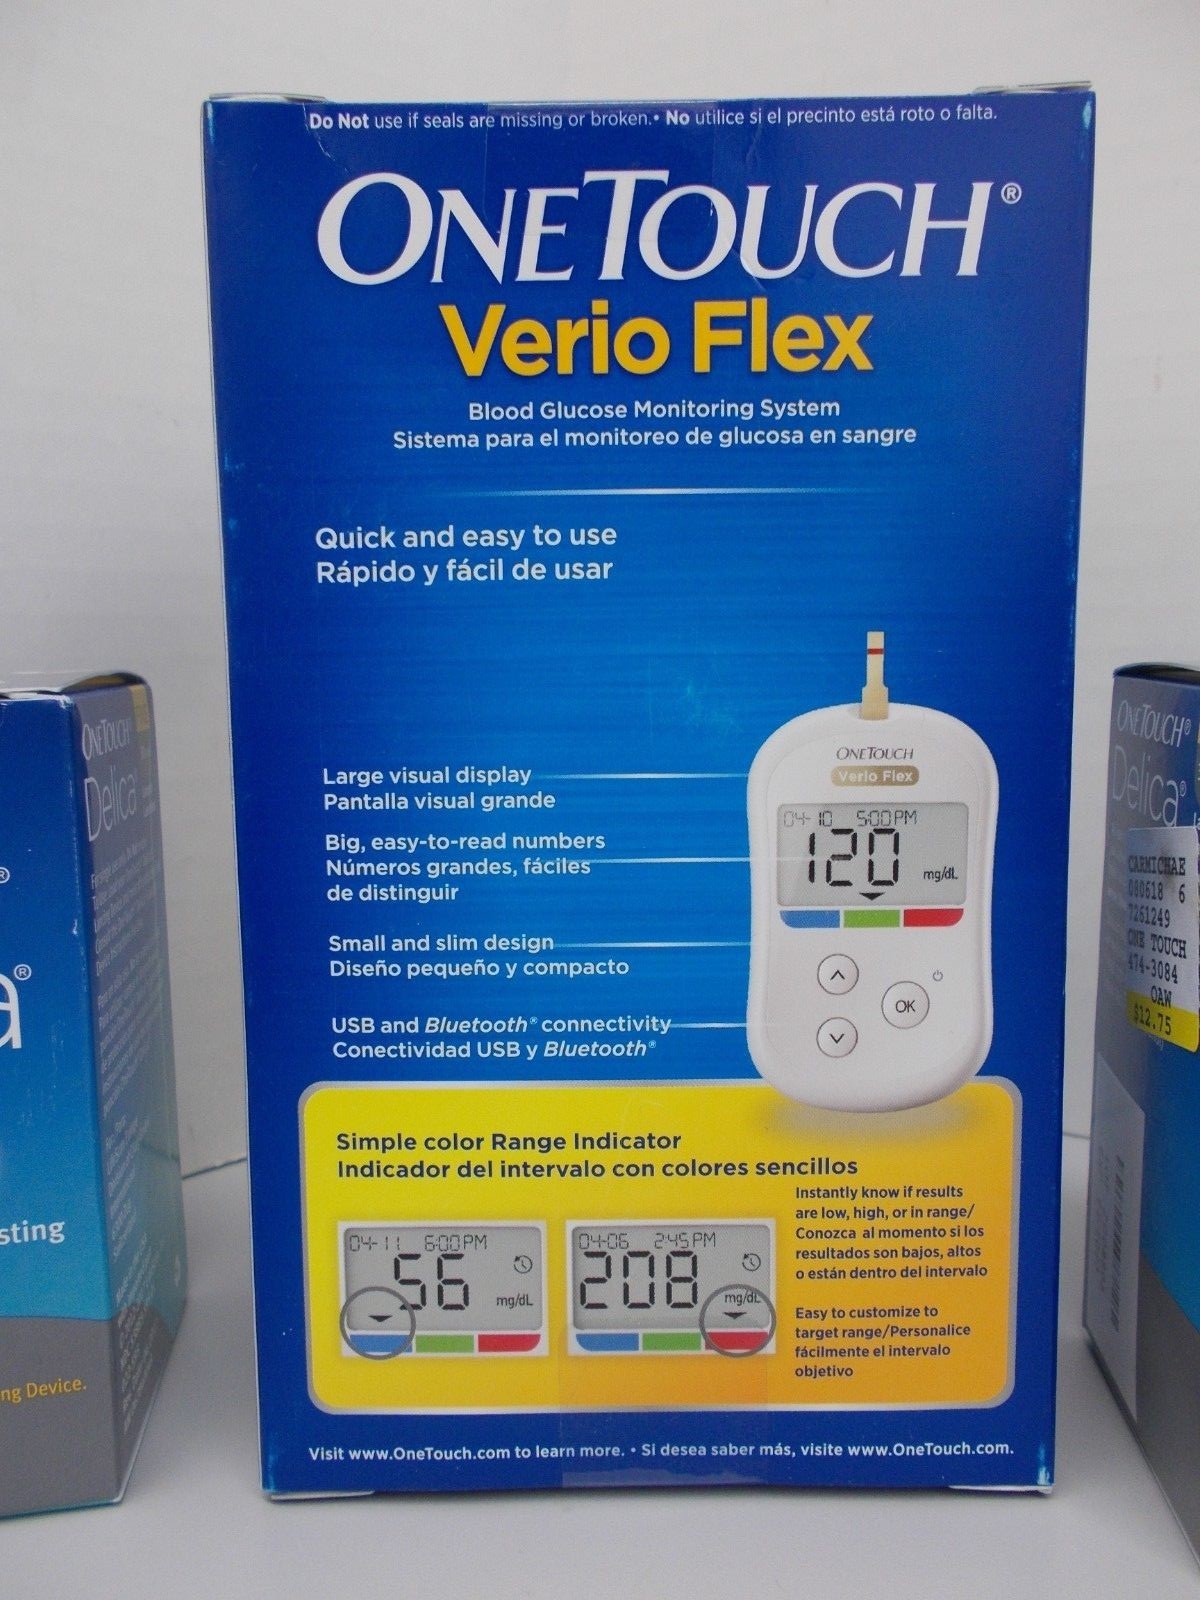 Do Not use if seals are missing or broken. • No utilice si el precinto está roto o falta.
ONETOUCH®
Verio Flex
Blood Glucose Monitoring System
Sistema para el monitoreo de glucosa en sangre
Quick and easy to use
Rápido y fácil de usar
Large visual display
Pantalla visual grande
Big, easy-to-read numbers
Números grandes, fáciles
de distinguir
Small and slim design
Diseño pequeño y compacto
USB and Bluetooth® connectivity
Conectividad USB y Bluetooth®
ONETOUCH
Verio Flex
04-10 5:00PM
120
mg/dL
OK
Simple color Range Indicator
Indicador del intervalo con colores sencillos
04-11 6:00PM
56
mg/dL
04-06 2:45PM
208
mg/dL
Instantly know if results
are low, high, or in range/
Conozca al momento si los
resultados son bajos, altos
o están dentro del intervalo
Easy to customize to
target range/Personalice
fácilmente el intervalo
objetivo
Visit www.OneTouch.com to learn more. • Si desea saber más, visite www.OneTouch.com.
ONETOUCH®
Delica®
®
a®
sting
ng Device.
ONETOUCH®
Delica®
CARMICHAE
090618 6
7261249
ONE TOUCH
474-3084
OAW
$12.75